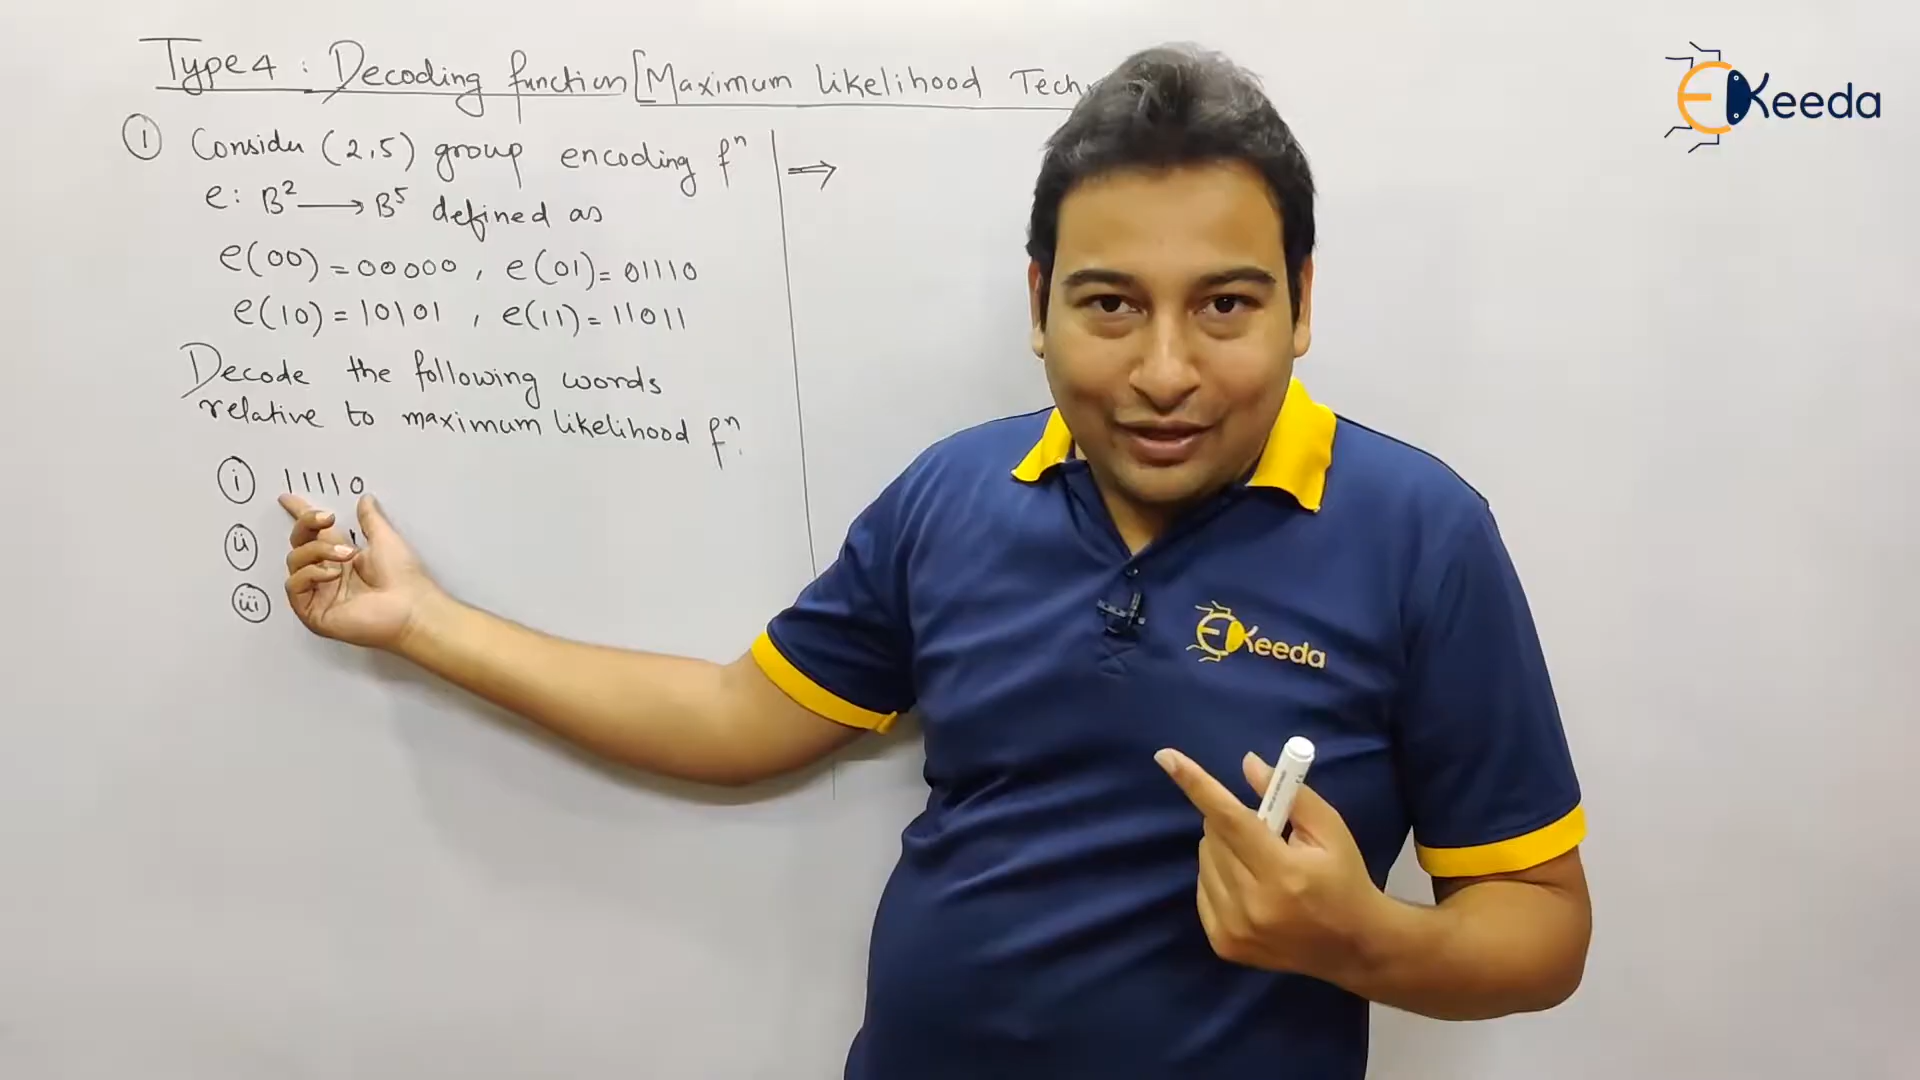 Type 4 : Decoding function [Maximum likelihood
① Consider (2,5) group encoding fⁿ
e: B² ⟶ B⁵ defined as
e(00) = 00000 , e(01) = 01110
e(10) = 10101 , e(11) = 11011
Decode the following words
relative to maximum likelihood fⁿ.
(i) 11110
(ii)
(iii)
⇒
EKeeda
EKeeda